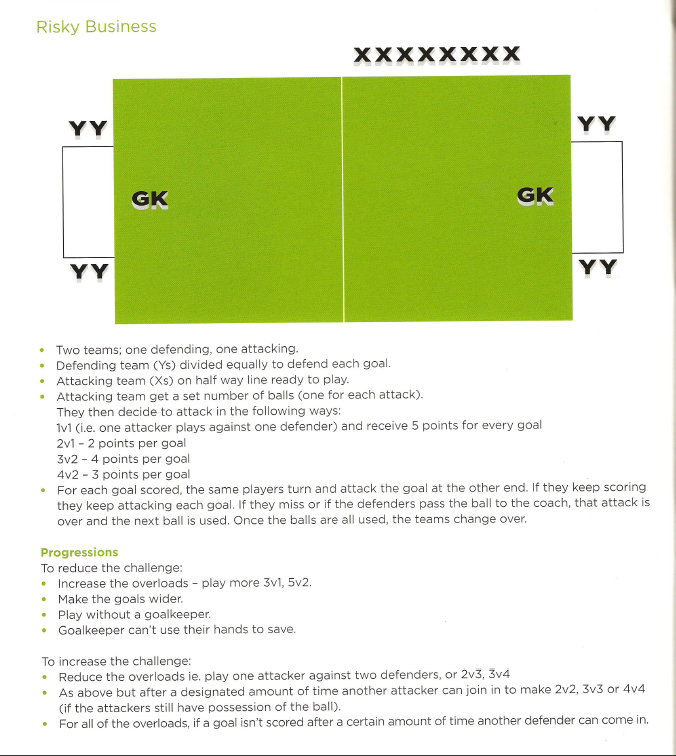 Risky Business
XXXXXXXX
YY YY
GK GK
YY YY
• Two teams; one defending, one attacking.
• Defending team (Ys) divided equally to defend each goal.
• Attacking team (Xs) on half way line ready to play.
• Attacking team get a set number of balls (one for each attack).
They then decide to attack in the following ways:
1v1 (i.e. one attacker plays against one defender) and receive 5 points for every goal
2v1 – 2 points per goal
3v2 – 4 points per goal
4v2 – 3 points per goal
• For each goal scored, the same players turn and attack the goal at the other end. If they keep scoring
they keep attacking each goal. If they miss or if the defenders pass the ball to the coach, that attack is
over and the next ball is used. Once the balls are all used, the teams change over.
Progressions
To reduce the challenge:
• Increase the overloads – play more 3v1, 5v2.
• Make the goals wider.
• Play without a goalkeeper.
• Goalkeeper can't use their hands to save.
To increase the challenge:
• Reduce the overloads ie. play one attacker against two defenders, or 2v3, 3v4
• As above but after a designated amount of time another attacker can join in to make 2v2, 3v3 or 4v4
(if the attackers still have possession of the ball).
• For all of the overloads, if a goal isn't scored after a certain amount of time another defender can come in.